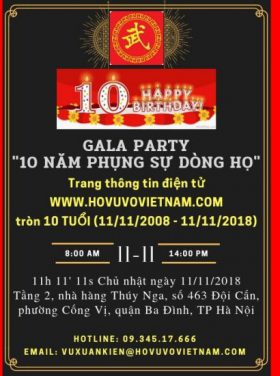 武
10 HAPPY
BIRTHDAY!
GALA PARTY
"10 NĂM PHỤNG SỰ DÒNG HỌ"
Trang thông tin điện tử
WWW.HOVUVOVIETNAM.COM
tròn 10 TUỔI (11/11/2008 - 11/11/2018)
8:00 AM 11-11 14:00 PM
11h 11' 11s Chủ nhật ngày 11/11/2018
Tầng 2, nhà hàng Thúy Nga, số 463 Đội Cấn,
phường Cống Vị, quận Ba Đình, TP Hà Nội
HOTLINE: 09.345.17.666
EMAIL: VUXUANKIEN@HOVUVOVIETNAM.COM